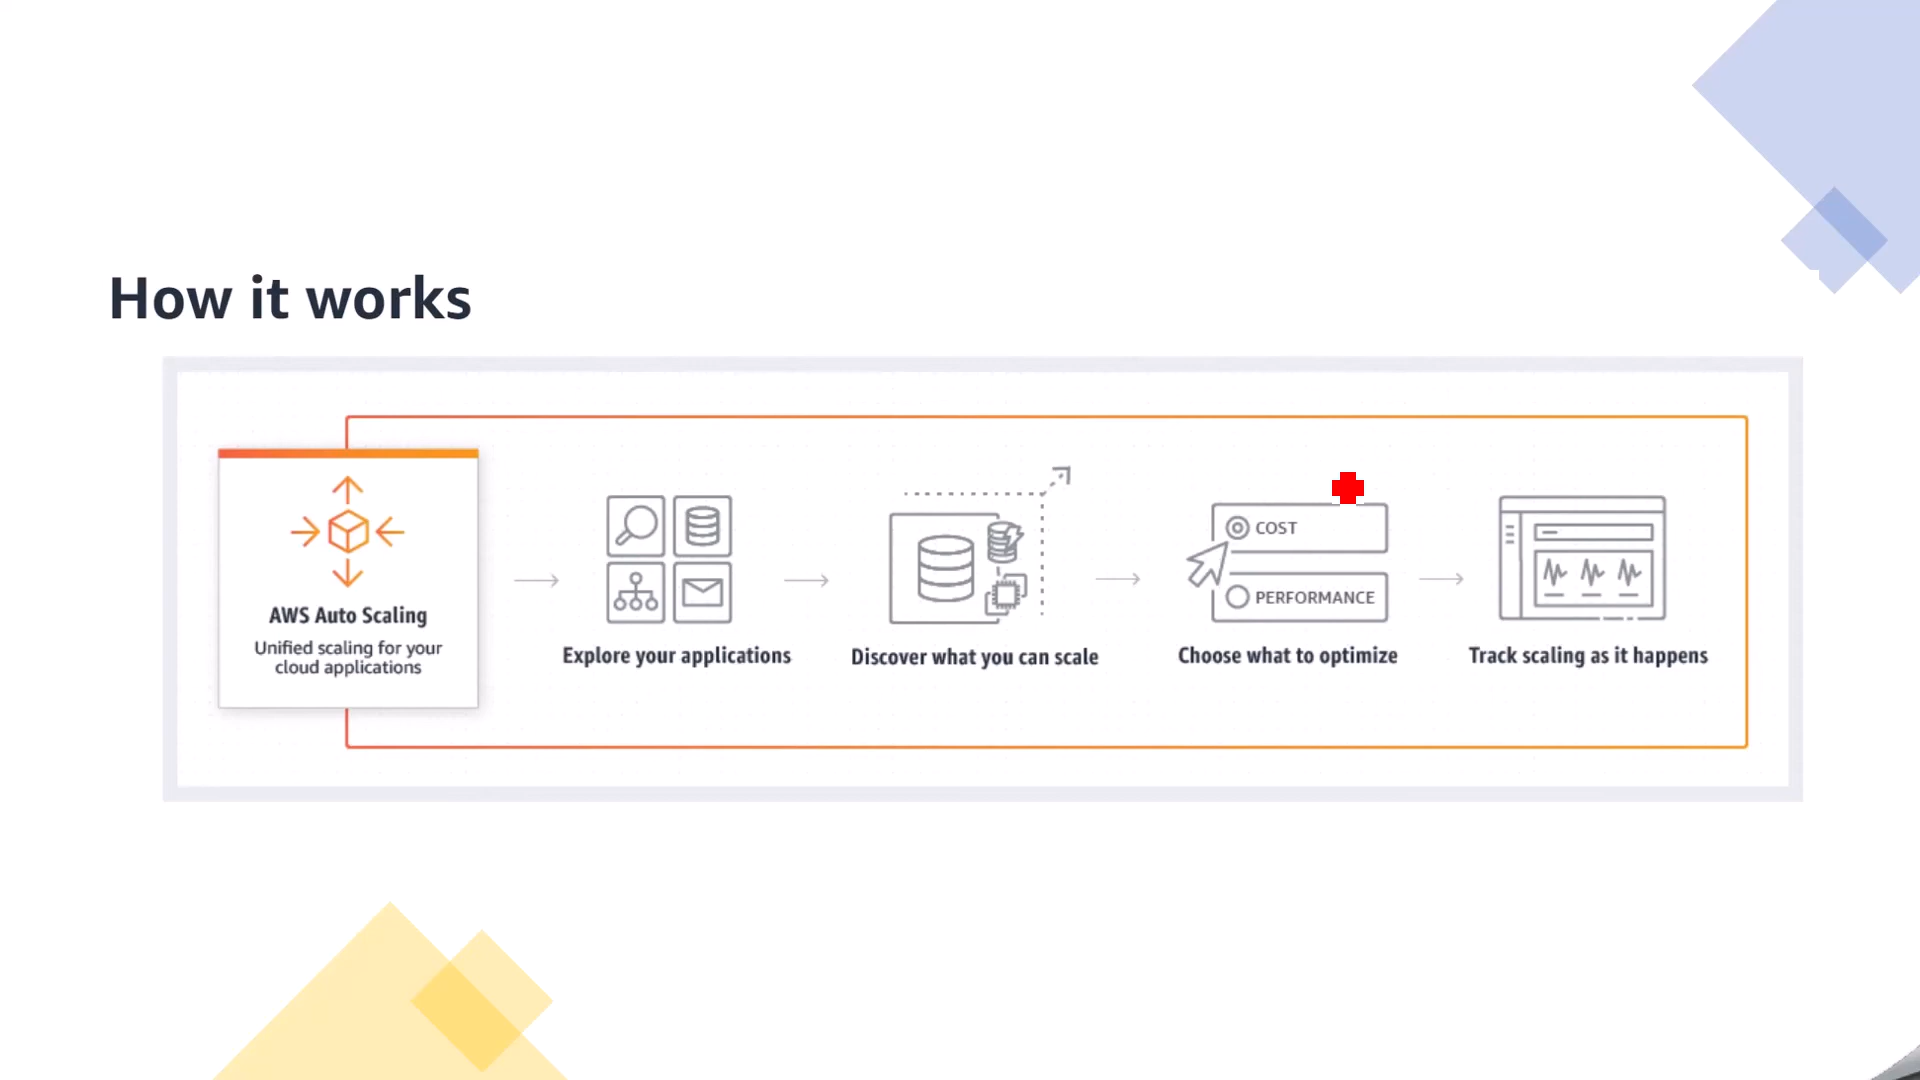 How it works
AWS Auto Scaling
Unified scaling for your
cloud applications
Explore your applications
Discover what you can scale
COST
PERFORMANCE
Choose what to optimize
Track scaling as it happens